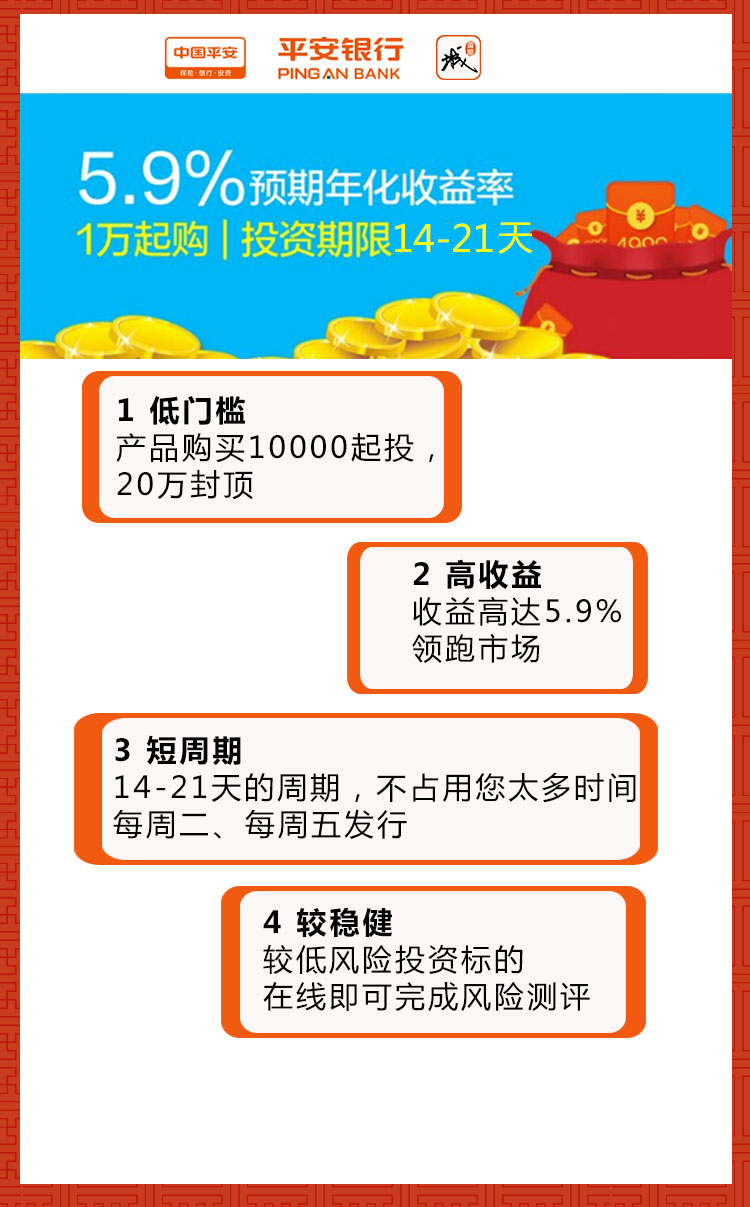 中国平安
保险·银行·投资
平安银行
PING AN BANK
5.9%预期年化收益率
1万起购|投资期限14-21天
1 低门槛
产品购买10000起投，
20万封顶
2 高收益
收益高达5.9%
领跑市场
3 短周期
14-21天的周期，不占用您太多时间
每周二、每周五发行
4 较稳健
较低风险投资标的
在线即可完成风险测评